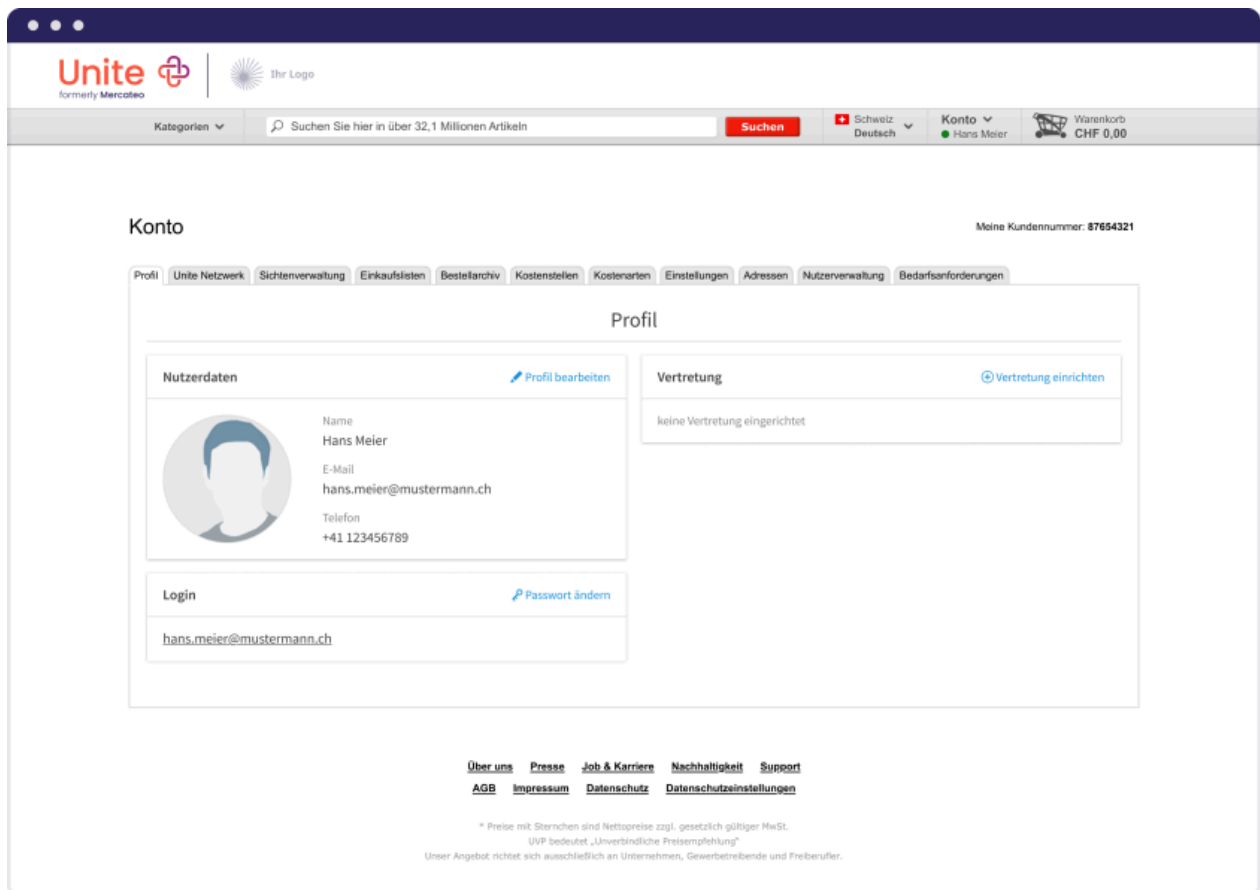 Unite
formerly Mercateo
Ihr Logo
Kategorien
Suchen Sie hier in über 32,1 Millionen Artikeln
Suchen
Schweiz
Deutsch
Konto
Hans Meier
Warenkorb
CHF 0,00
Konto
Meine Kundennummer: 87654321
Profil Unite Netzwerk Sichtenverwaltung Einkaufslisten Bestellarchiv Kostenstellen Kostenarten Einstellungen Adressen Nutzerverwaltung Bedarfsanforderungen
Profil
Nutzerdaten
Profil bearbeiten
Name
Hans Meier
E-Mail
hans.meier@mustermann.ch
Telefon
+41 123456789
Vertretung
Vertretung einrichten
keine Vertretung eingerichtet
Login
Passwort ändern
hans.meier@mustermann.ch
Über uns Presse Job & Karriere Nachhaltigkeit Support
AGB Impressum Datenschutz Datenschutzeinstellungen
* Preise mit Sternchen sind Nettopreise zzgl. gesetzlich gültiger MwSt.
UVP bedeutet „Unverbindliche Preisempfehlung"
Unser Angebot richtet sich ausschließlich an Unternehmen, Gewerbetreibende und Freiberufler.